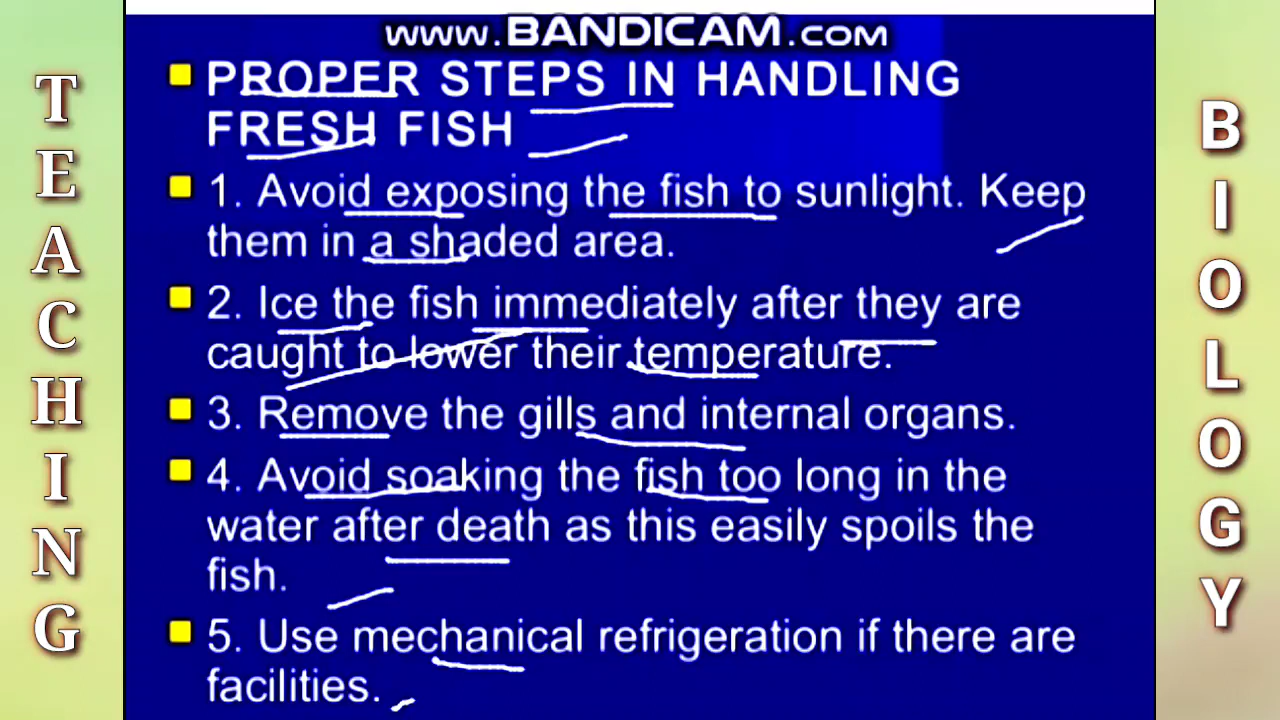 www.BANDICAM.com
PROPER STEPS IN HANDLING
FRESH FISH
1. Avoid exposing the fish to sunlight. Keep
them in a shaded area.
2. Ice the fish immediately after they are
caught to lower their temperature.
3. Remove the gills and internal organs.
4. Avoid soaking the fish too long in the
water after death as this easily spoils the
fish.
5. Use mechanical refrigeration if there are
facilities.
TEACHING
BIOLOGY